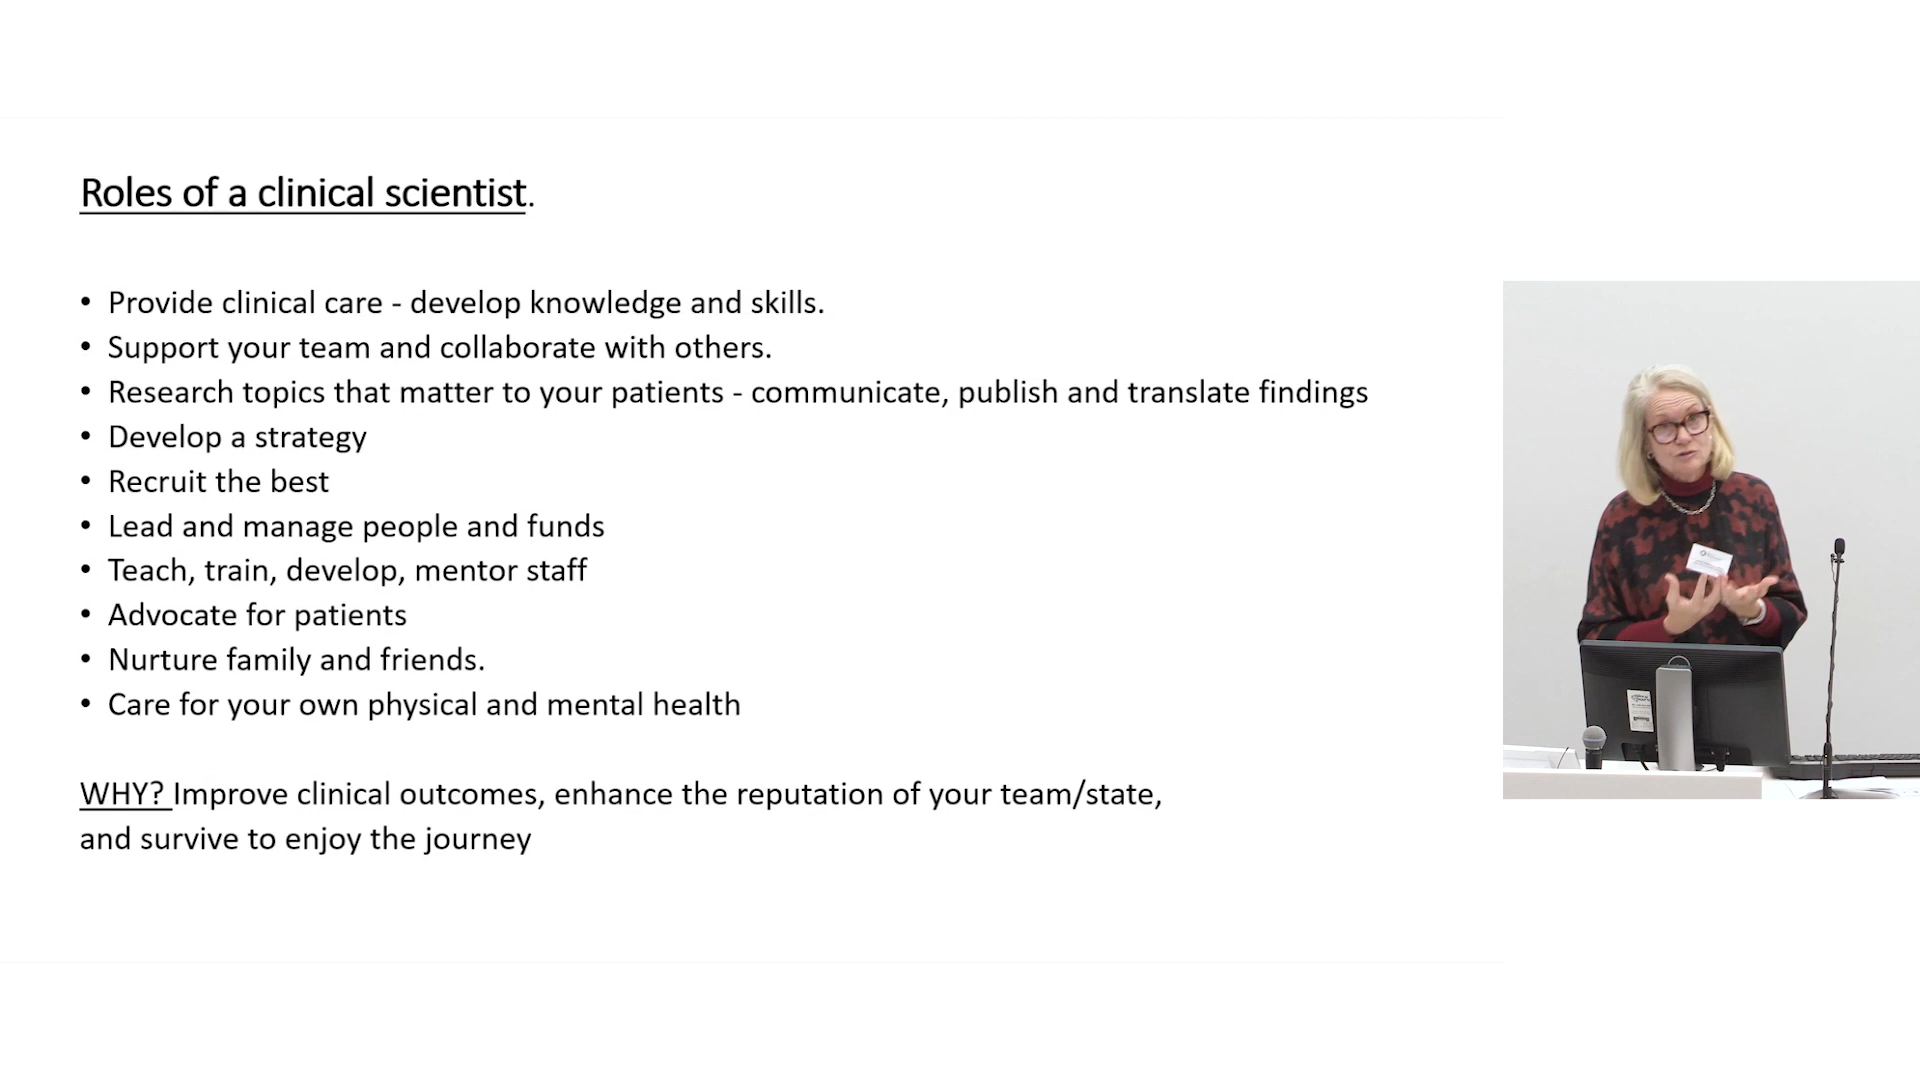 Roles of a clinical scientist.
• Provide clinical care - develop knowledge and skills.
• Support your team and collaborate with others.
• Research topics that matter to your patients - communicate, publish and translate findings
• Develop a strategy
• Recruit the best
• Lead and manage people and funds
• Teach, train, develop, mentor staff
• Advocate for patients
• Nurture family and friends.
• Care for your own physical and mental health
WHY? Improve clinical outcomes, enhance the reputation of your team/state,
and survive to enjoy the journey